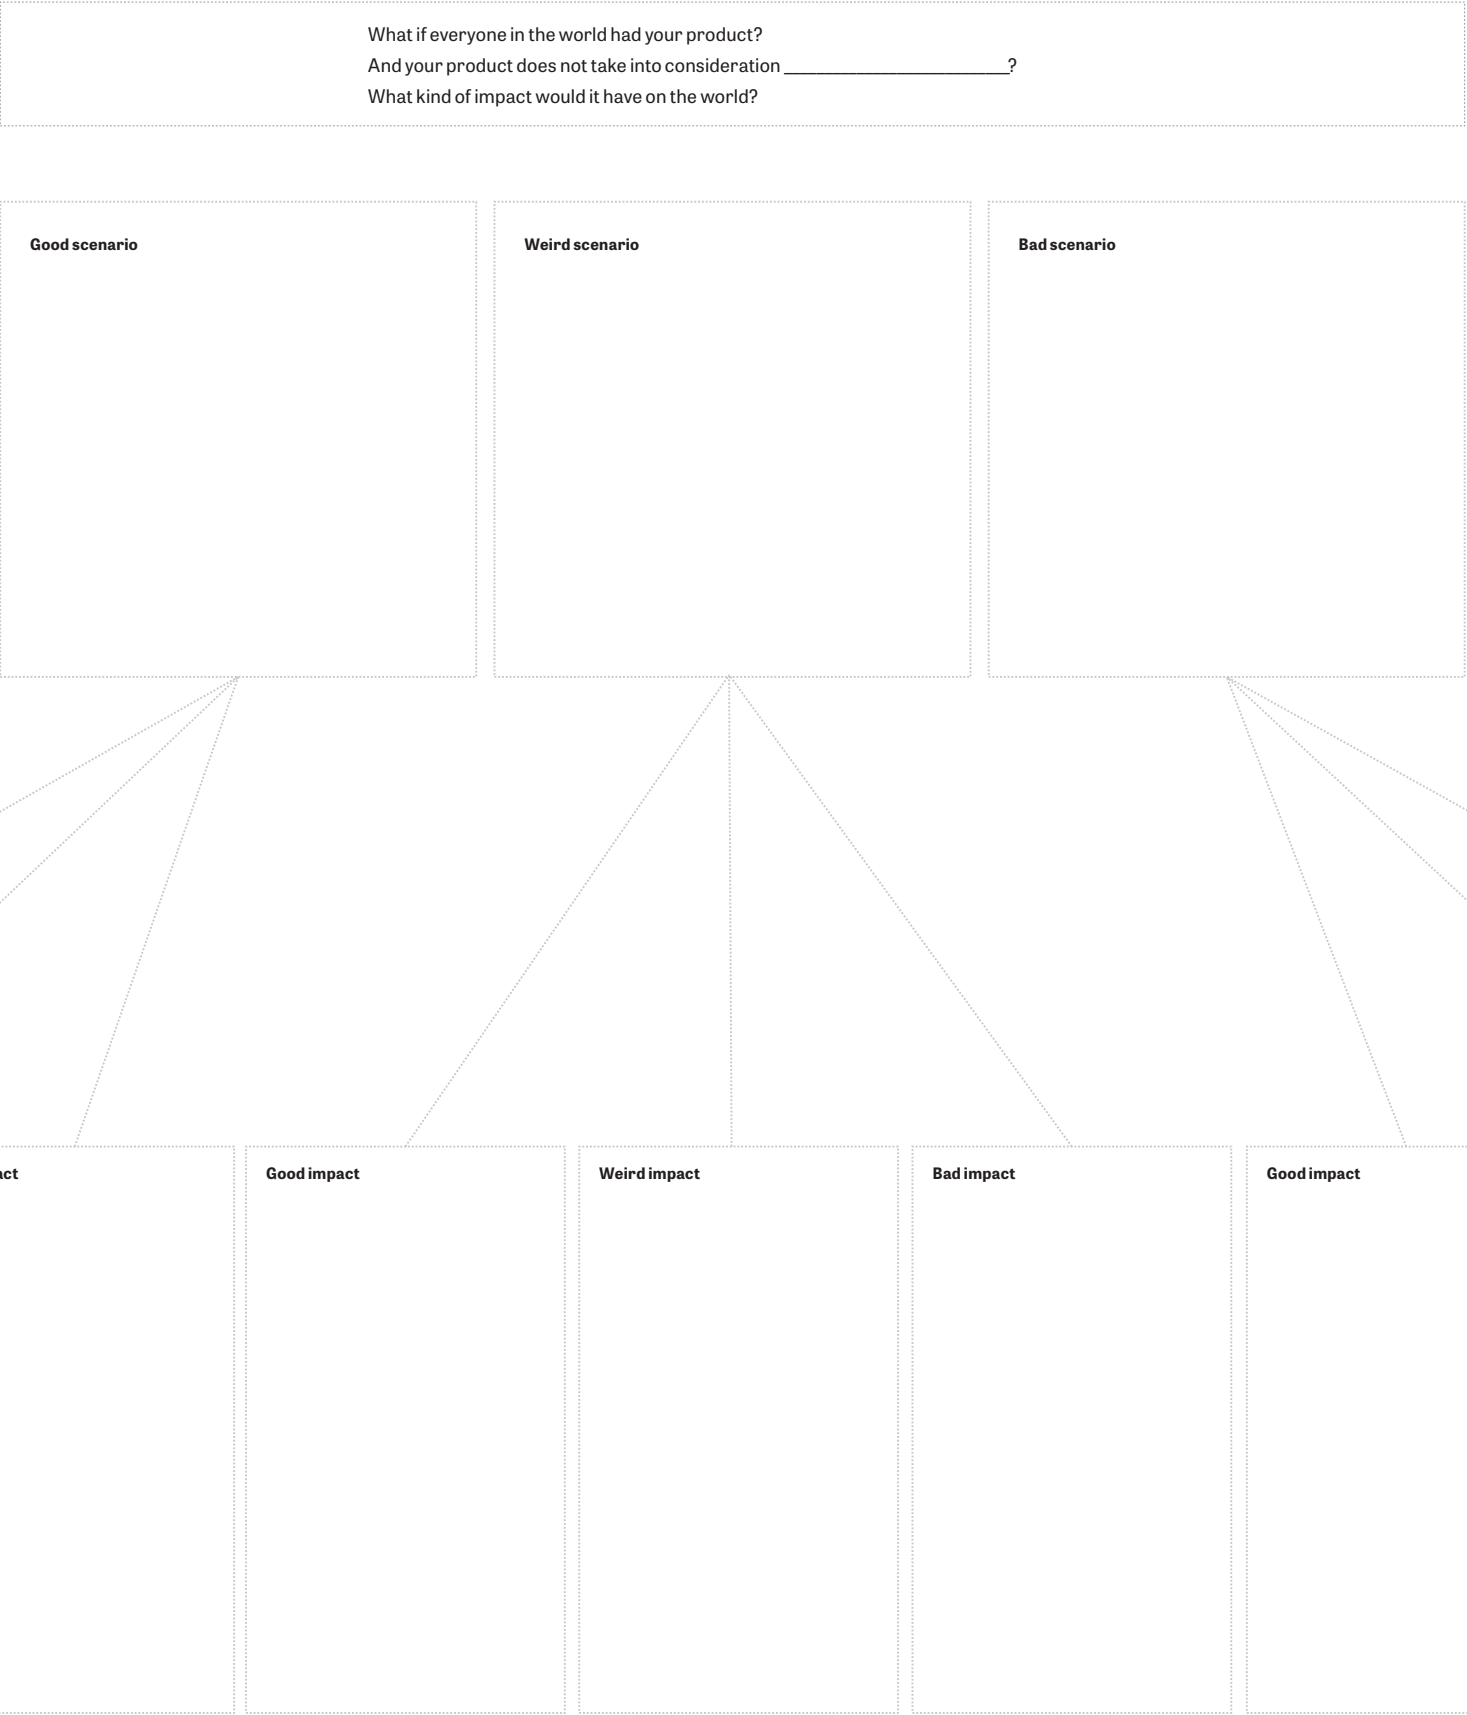 What if everyone in the world had your product?
And your product does not take into consideration ____________________________?
What kind of impact would it have on the world?
Good scenario
Weird scenario
Bad scenario
act
Good impact
Weird impact
Bad impact
Good impact